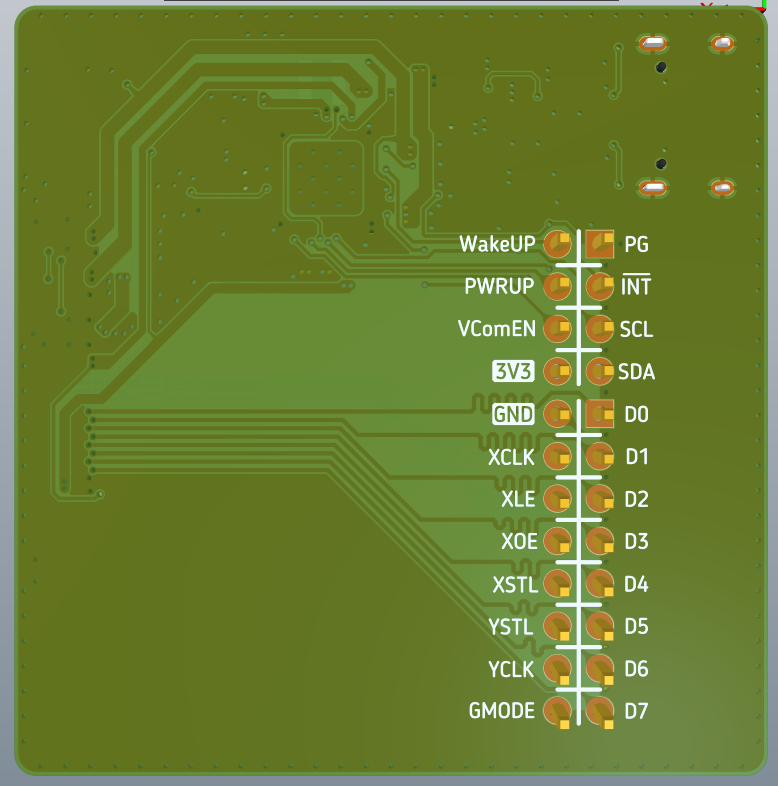 WakeUP PG
PWRUP INT
VComEN SCL
3V3 SDA
GND D0
XCLK D1
XLE D2
XOE D3
XSTL D4
YSTL D5
YCLK D6
GMODE D7